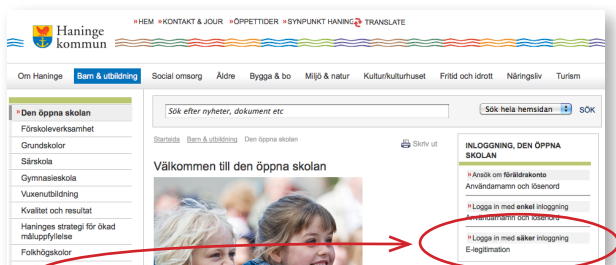 »HEM »KONTAKT & JOUR »ÖPPETTIDER »SYNPUNKT HANINGE TRANSLATE
Haninge
kommun
Om Haninge Barn & utbildning Social omsorg Äldre Bygga & bo Miljö & natur Kultur/kulturhuset Fritid och idrott Näringsliv Turism
»Den öppna skolan
Förskoleverksamhet
Grundskolor
Särskola
Gymnasieskola
Vuxenutbildning
Kvalitet och resultat
Haninges strategi för ökad
måluppfyllelse
Folkhögskolor
Sök efter nyheter, dokument etc
Sök hela hemsidan SÖK
Startsida Barn & utbildning Den öppna skolan
Skriv ut
Välkommen till den öppna skolan
INLOGGNING, DEN ÖPPNA
SKOLAN
»Ansök om föräldrakonto
Användarnamn och lösenord
»Logga in med enkel inloggning
Användarnamn och lösenord
»Logga in med säker inloggning
E-legitimation